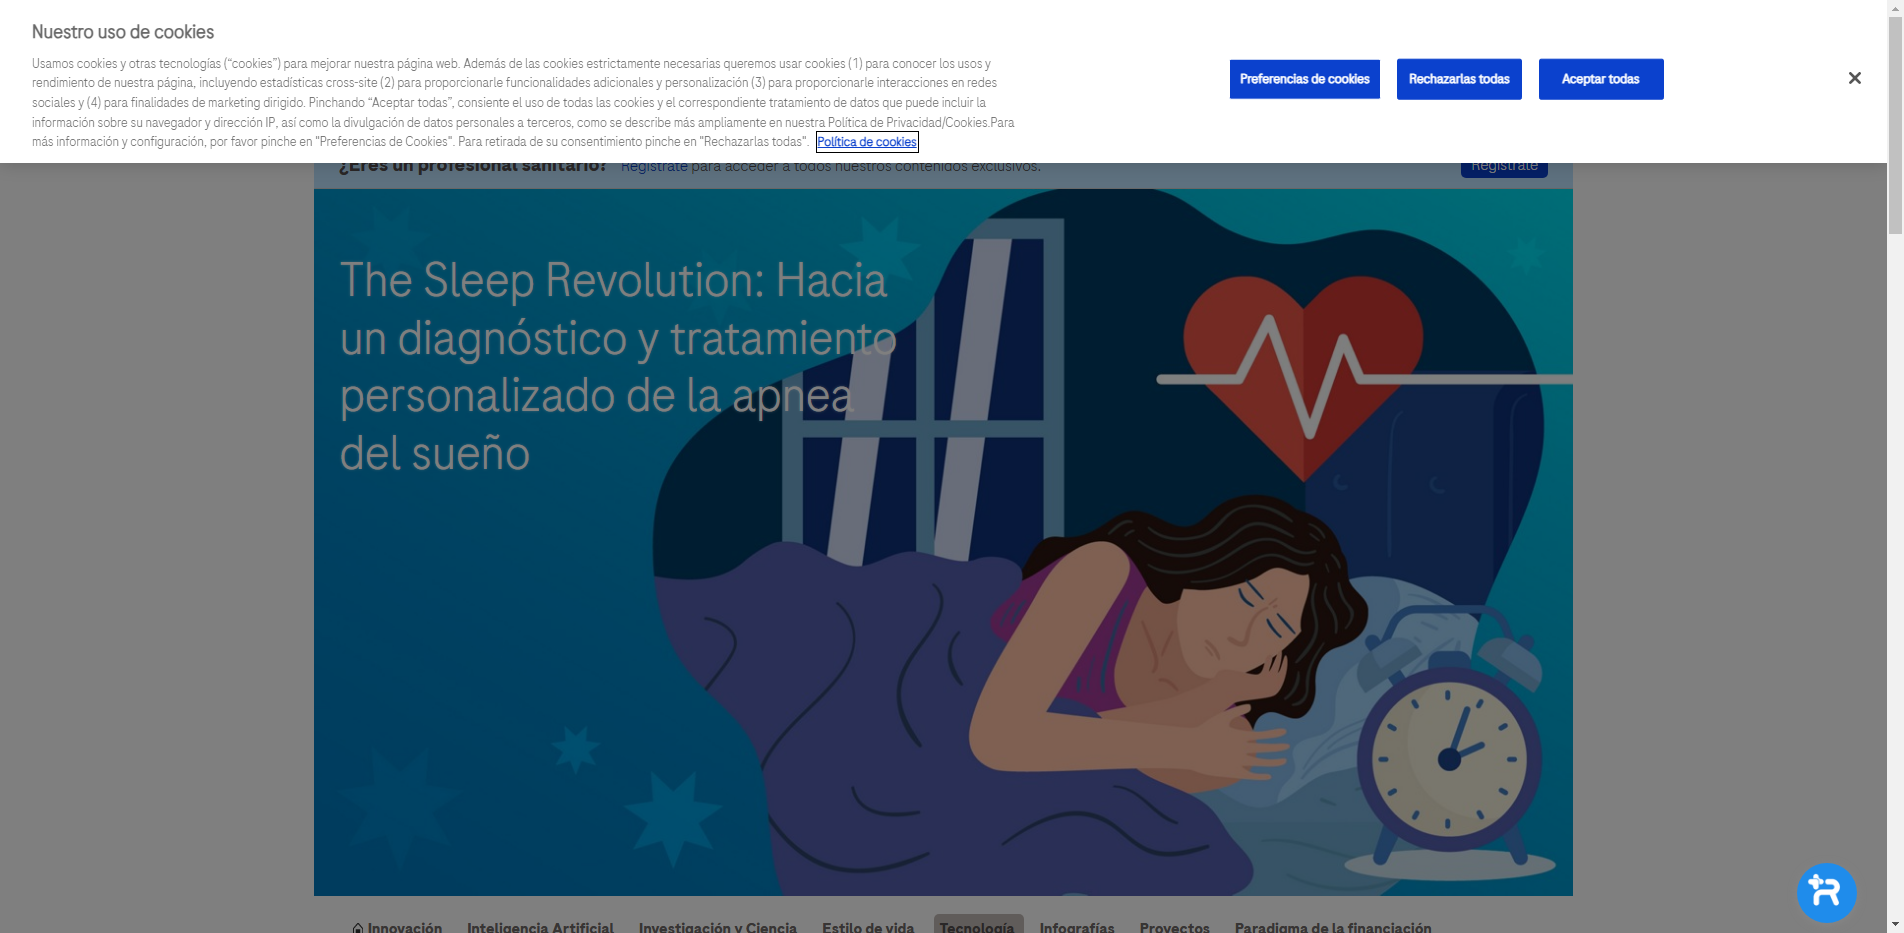 Nuestro uso de cookies
Usamos cookies y otras tecnologías (“cookies”) para mejorar nuestra página web. Además de las cookies estrictamente necesarias queremos usar cookies (1) para conocer los usos y
rendimiento de nuestra página, incluyendo estadísticas cross-site (2) para proporcionarle funcionalidades adicionales y personalización (3) para proporcionarle interacciones en redes
sociales y (4) para finalidades de marketing dirigido. Pinchando “Aceptar todas”, consiente el uso de todas las cookies y el correspondiente tratamiento de datos que puede incluir la
información sobre su navegador y dirección IP, así como la divulgación de datos personales a terceros, como se describe más ampliamente en nuestra Política de Privacidad/Cookies.Para
más información y configuración, por favor pinche en "Preferencias de Cookies". Para retirada de su consentimiento pinche en "Rechazarlas todas". Política de cookies
Preferencias de cookies
Rechazarlas todas
Aceptar todas
¿Eres un profesional sanitario? Regístrate para acceder a todos nuestros contenidos exclusivos.
Regístrate
The Sleep Revolution: Hacia
un diagnóstico y tratamiento
personalizado de la apnea
del sueño
Innovación Inteligencia Artificial Investigación y Ciencia Estilo de vida Tecnología Infografías Proyectos Paradigma de la financiación